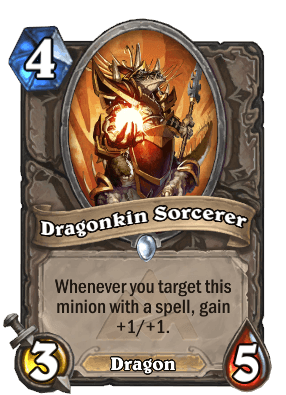 4
Dragonkin Sorcerer
Whenever you target this
minion with a spell, gain
+1/+1.
3
Dragon
5